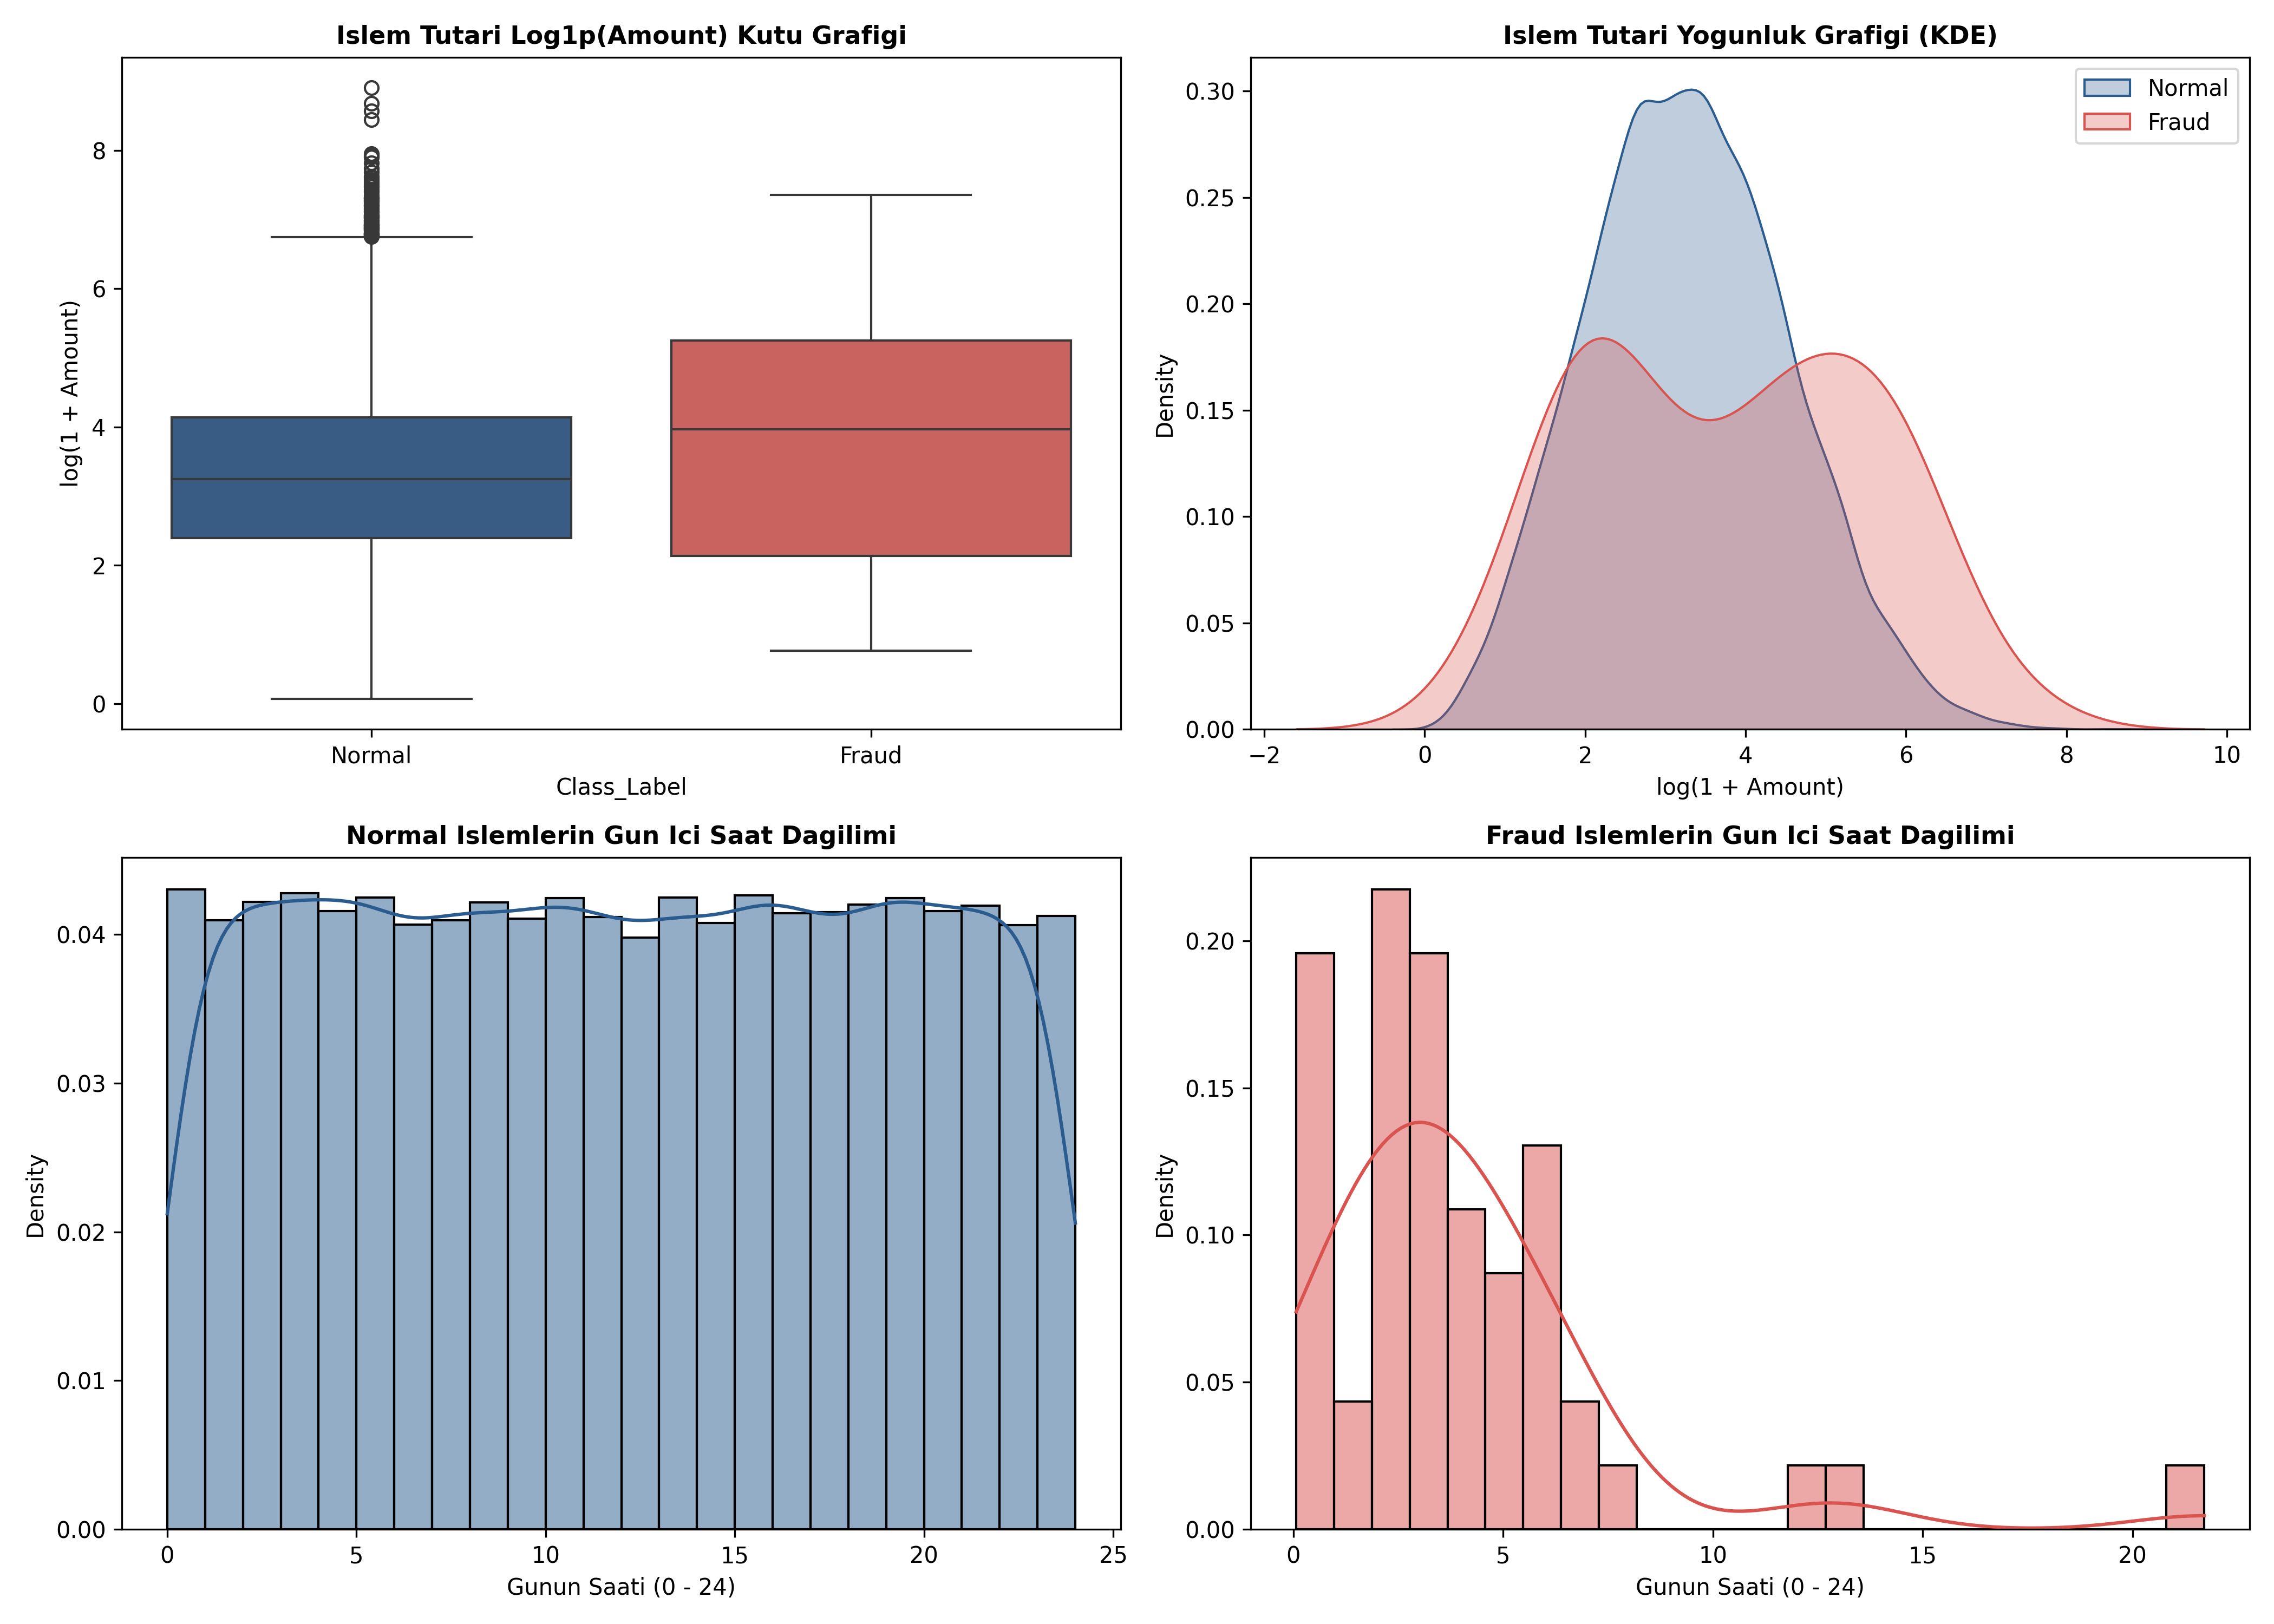 Islem Tutari Log1p(Amount) Kutu Grafigi
log(1 + Amount)
8
6
4
2
0
Normal
Fraud
Class_Label
Islem Tutari Yogunluk Grafigi (KDE)
Normal
Fraud
Density
0.30
0.25
0.20
0.15
0.10
0.05
0.00
−2
0
2
4
6
8
10
log(1 + Amount)
Normal Islemlerin Gun Ici Saat Dagilimi
Density
0.04
0.03
0.02
0.01
0.00
0
5
10
15
20
25
Gunun Saati (0 - 24)
Fraud Islemlerin Gun Ici Saat Dagilimi
Density
0.20
0.15
0.10
0.05
0.00
0
5
10
15
20
Gunun Saati (0 - 24)